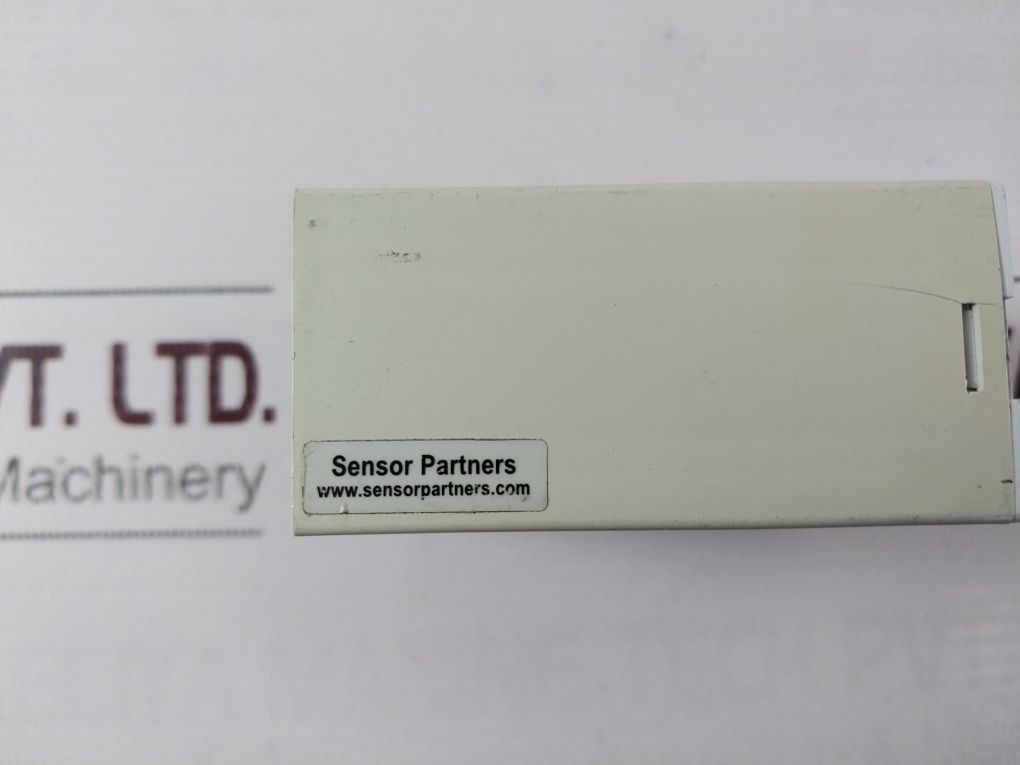 VT. LTD.
Machinery
Sensor Partners
www.sensorpartners.com